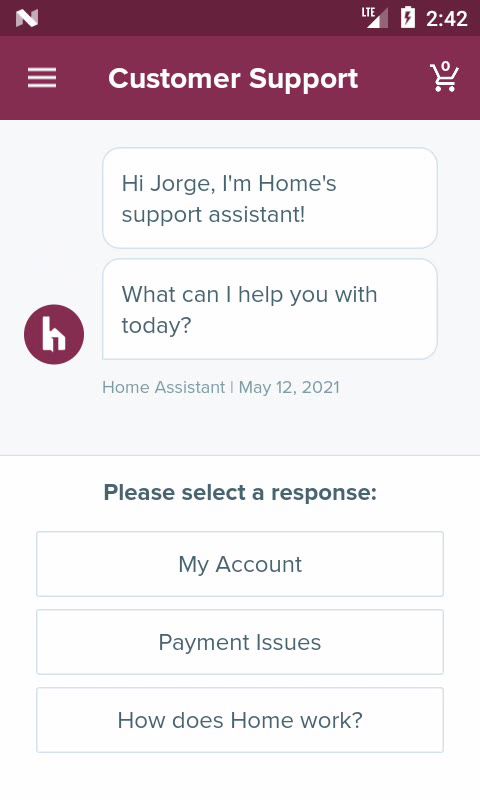 LTE 2:42
Customer Support
0
Hi Jorge, I'm Home's
support assistant!
What can I help you with
today?
h
Home Assistant | May 12, 2021
Please select a response:
My Account
Payment Issues
How does Home work?